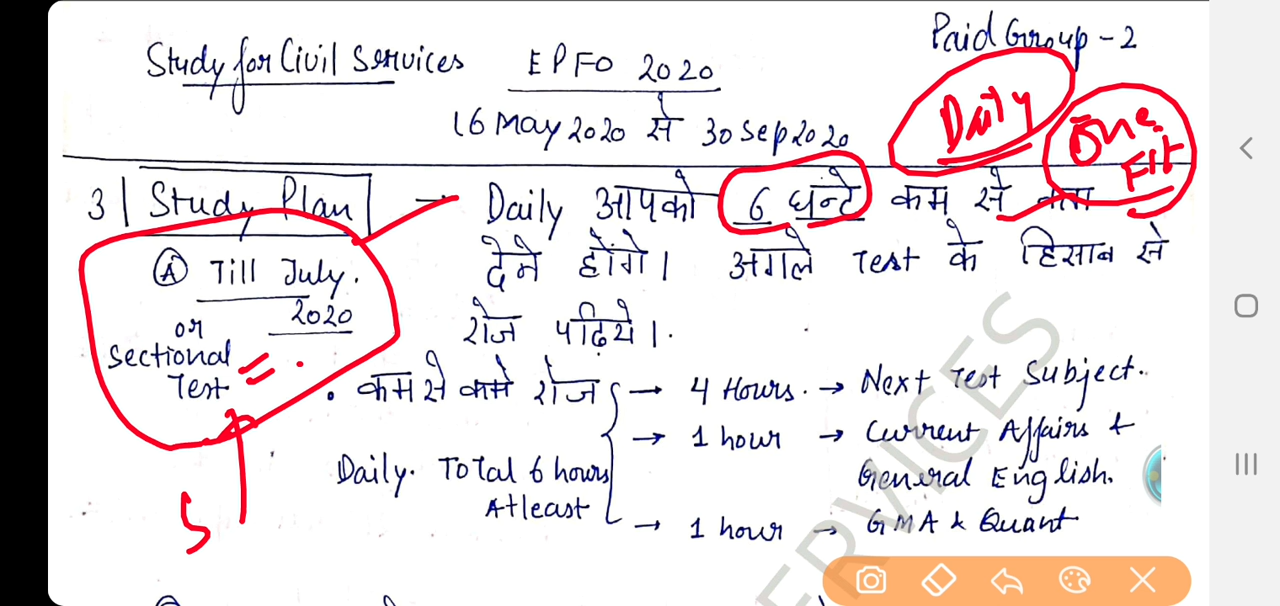 Paid Group - 2
Study for Civil Services EPFO 2020
16 May 2020 से 30 Sep 2020
Daily
One Fit
3 | Study Plan - Daily आपको 6 घन्टे कम से कम
देने होंगे। अगले Test के हिसाब से
रोज पढिये।
(A) Till July.
2020
or
Sectional
Test
कम से कम रोज → 4 Hours. → Next Test Subject.
→ 1 hour → Current Affairs +
General English.
Daily. Total 6 hours
Atleast
→ 1 hour → GMA & Quant
5
SERVICES